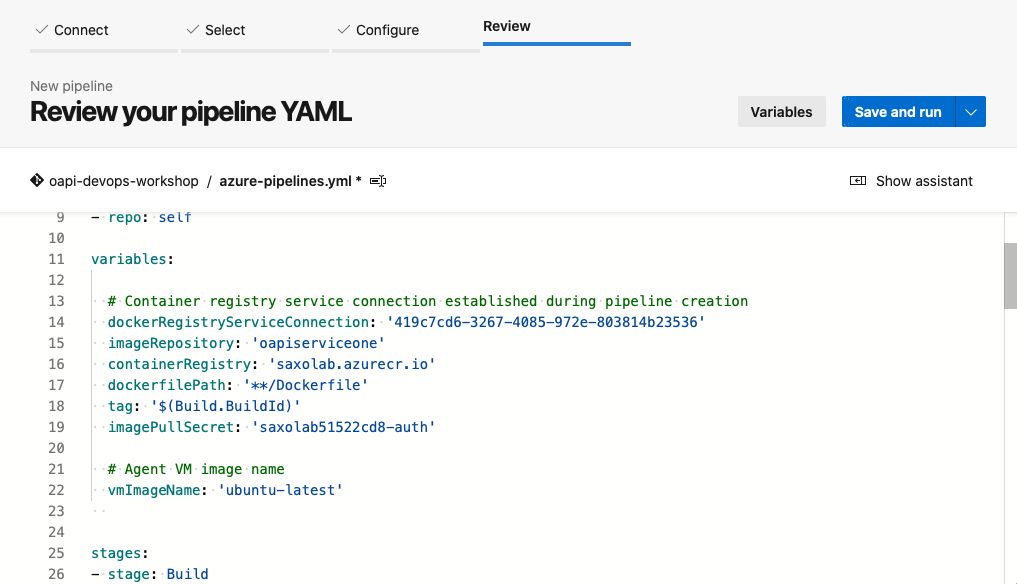 Connect Select Configure Review
New pipeline
Review your pipeline YAML
Variables Save and run
oapi-devops-workshop / azure-pipelines.yml * Show assistant
9 - repo: self
10
11 variables:
12
13 # Container registry service connection established during pipeline creation
14 dockerRegistryServiceConnection: '419c7cd6-3267-4085-972e-803814b23536'
15 imageRepository: 'oapiserviceone'
16 containerRegistry: 'saxolab.azurecr.io'
17 dockerfilePath: '**/Dockerfile'
18 tag: '$(Build.BuildId)'
19 imagePullSecret: 'saxolab51522cd8-auth'
20
21 # Agent VM image name
22 vmImageName: 'ubuntu-latest'
23
24
25 stages:
26 - stage: Build